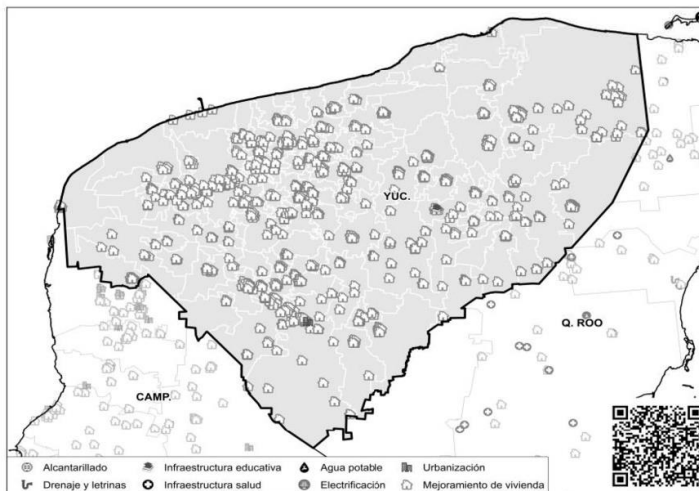 YUC.
Q. ROO
CAMP.
Alcantarillado
Infraestructura educativa
Agua potable
Urbanización
Drenaje y letrinas
Infraestructura salud
Electrificación
Mejoramiento de vivienda